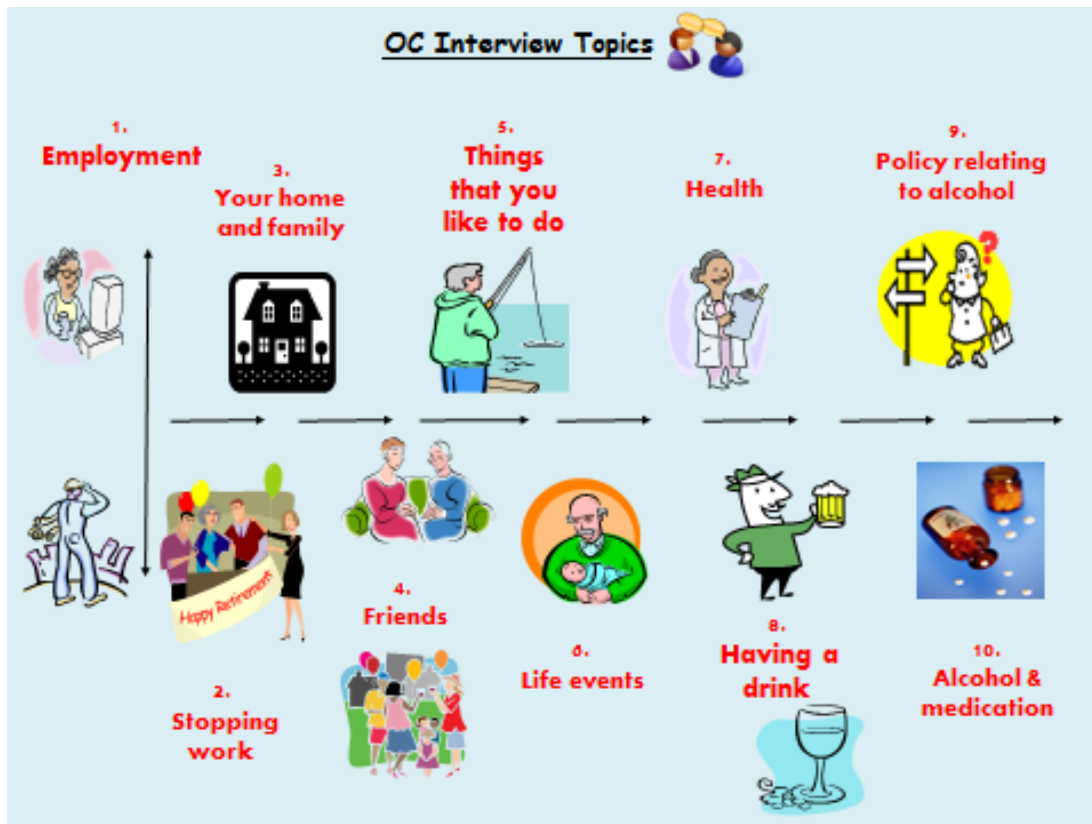 OC Interview Topics
1.
Employment
3.
Your home
and family
5.
Things
that you
like to do
7.
Health
9.
Policy relating
to alcohol
?
Happy Retirement
2.
Stopping
work
4.
Friends
6.
Life events
8.
Having a
drink
10.
Alcohol &
medication